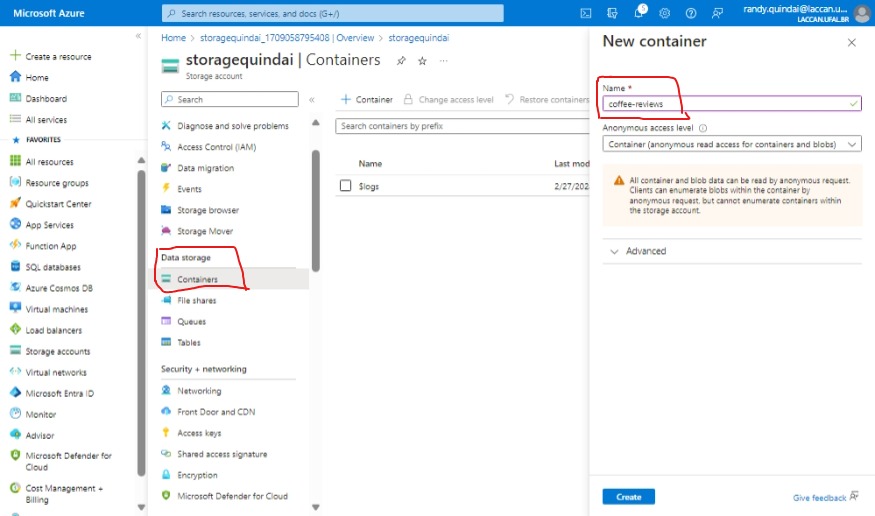 Microsoft Azure
Search resources, services, and docs (G+/)
5
randy.quindai@laccan.u...
LACCAN.UFAL.BR
Create a resource
Home
Dashboard
All services
FAVORITES
All resources
Resource groups
Quickstart Center
App Services
Function App
SQL databases
Azure Cosmos DB
Virtual machines
Load balancers
Storage accounts
Virtual networks
Microsoft Entra ID
Monitor
Advisor
Microsoft Defender for
Cloud
Cost Management +
Billing
Home > storagequindai_1709058795408 | Overview > storagequindai
storagequindai | Containers
Storage account
Search
Diagnose and solve problems
Access Control (IAM)
Data migration
Events
Storage browser
Storage Mover
Data storage
Containers
File shares
Queues
Tables
Security + networking
Networking
Front Door and CDN
Access keys
Shared access signature
Encryption
Microsoft Defender for Cloud
Container
Change access level
Restore containers
Search containers by prefix
Name
Last mod
$logs
2/27/202
New container
Name *
coffee-reviews
Anonymous access level
Container (anonymous read access for containers and blobs)
All container and blob data can be read by anonymous request.
Clients can enumerate blobs within the container by
anonymous request, but cannot enumerate containers within
the storage account.
Advanced
Create
Give feedback